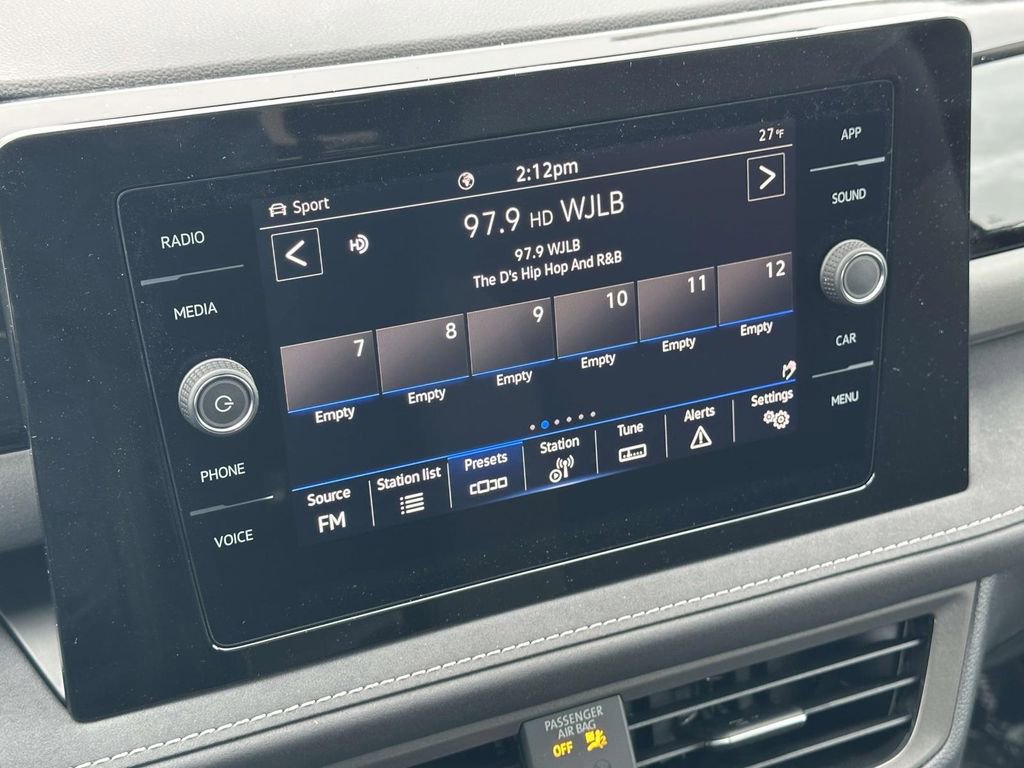 27°F
2:12pm
Sport
< HD 97.9 HD WJLB >
97.9 WJLB
The D's Hip Hop And R&B
7 8 9 10 11 12
Empty Empty Empty Empty Empty Empty
Source Station list Presets Station Tune Alerts Settings
FM
RADIO
MEDIA
PHONE
VOICE
APP
SOUND
CAR
MENU
PASSENGER
AIR BAG
OFF